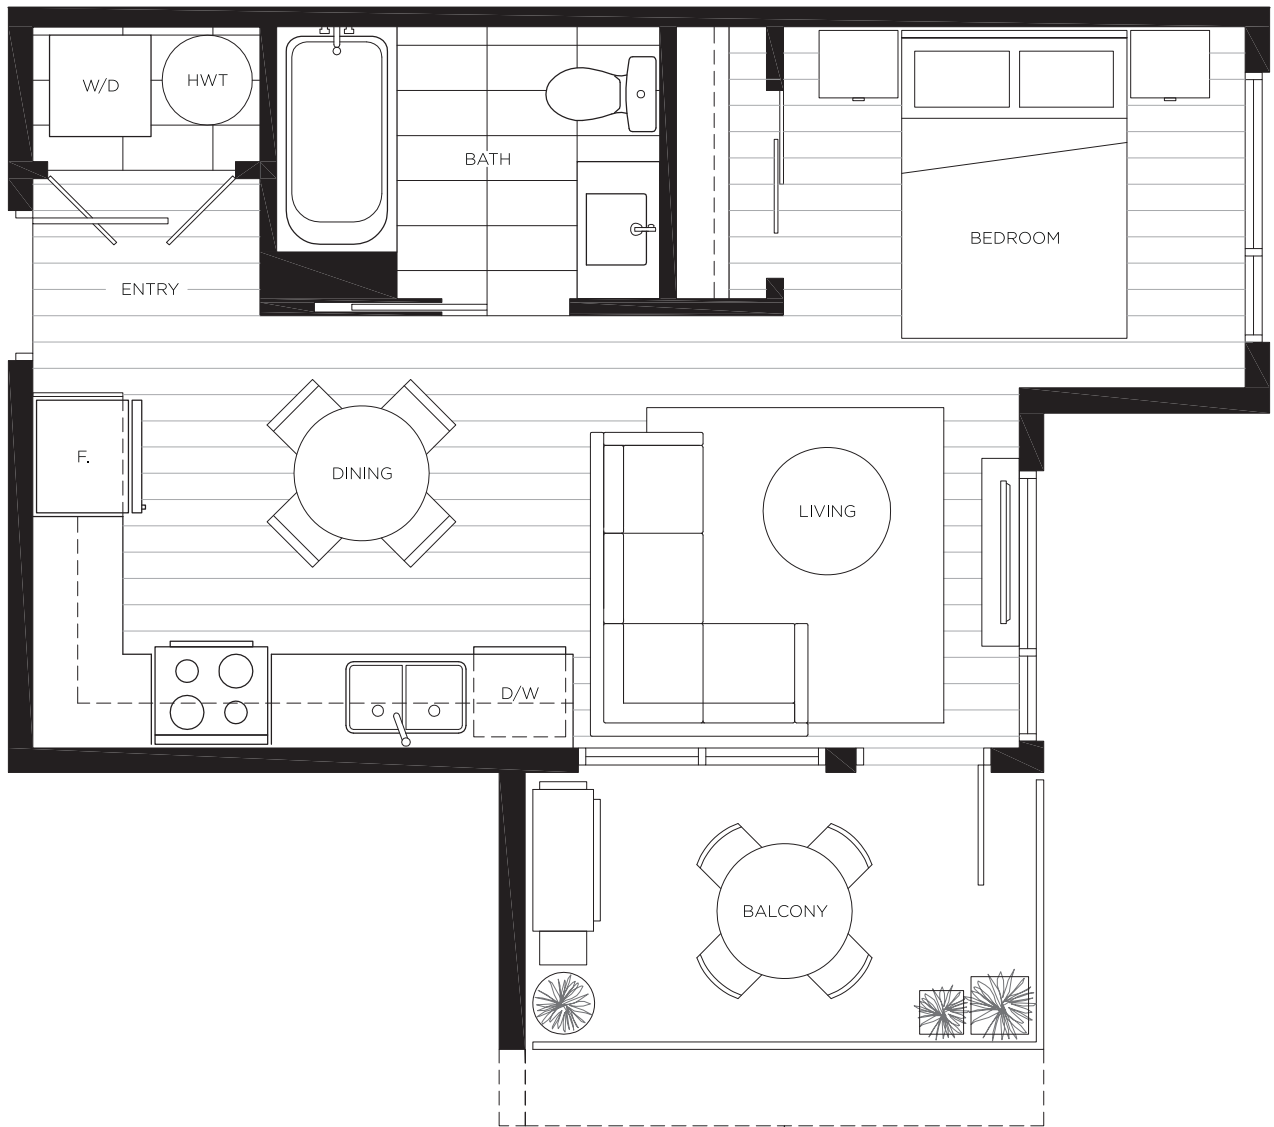 W/D
HWT
BATH
BEDROOM
ENTRY
F.
DINING
LIVING
D/W
BALCONY